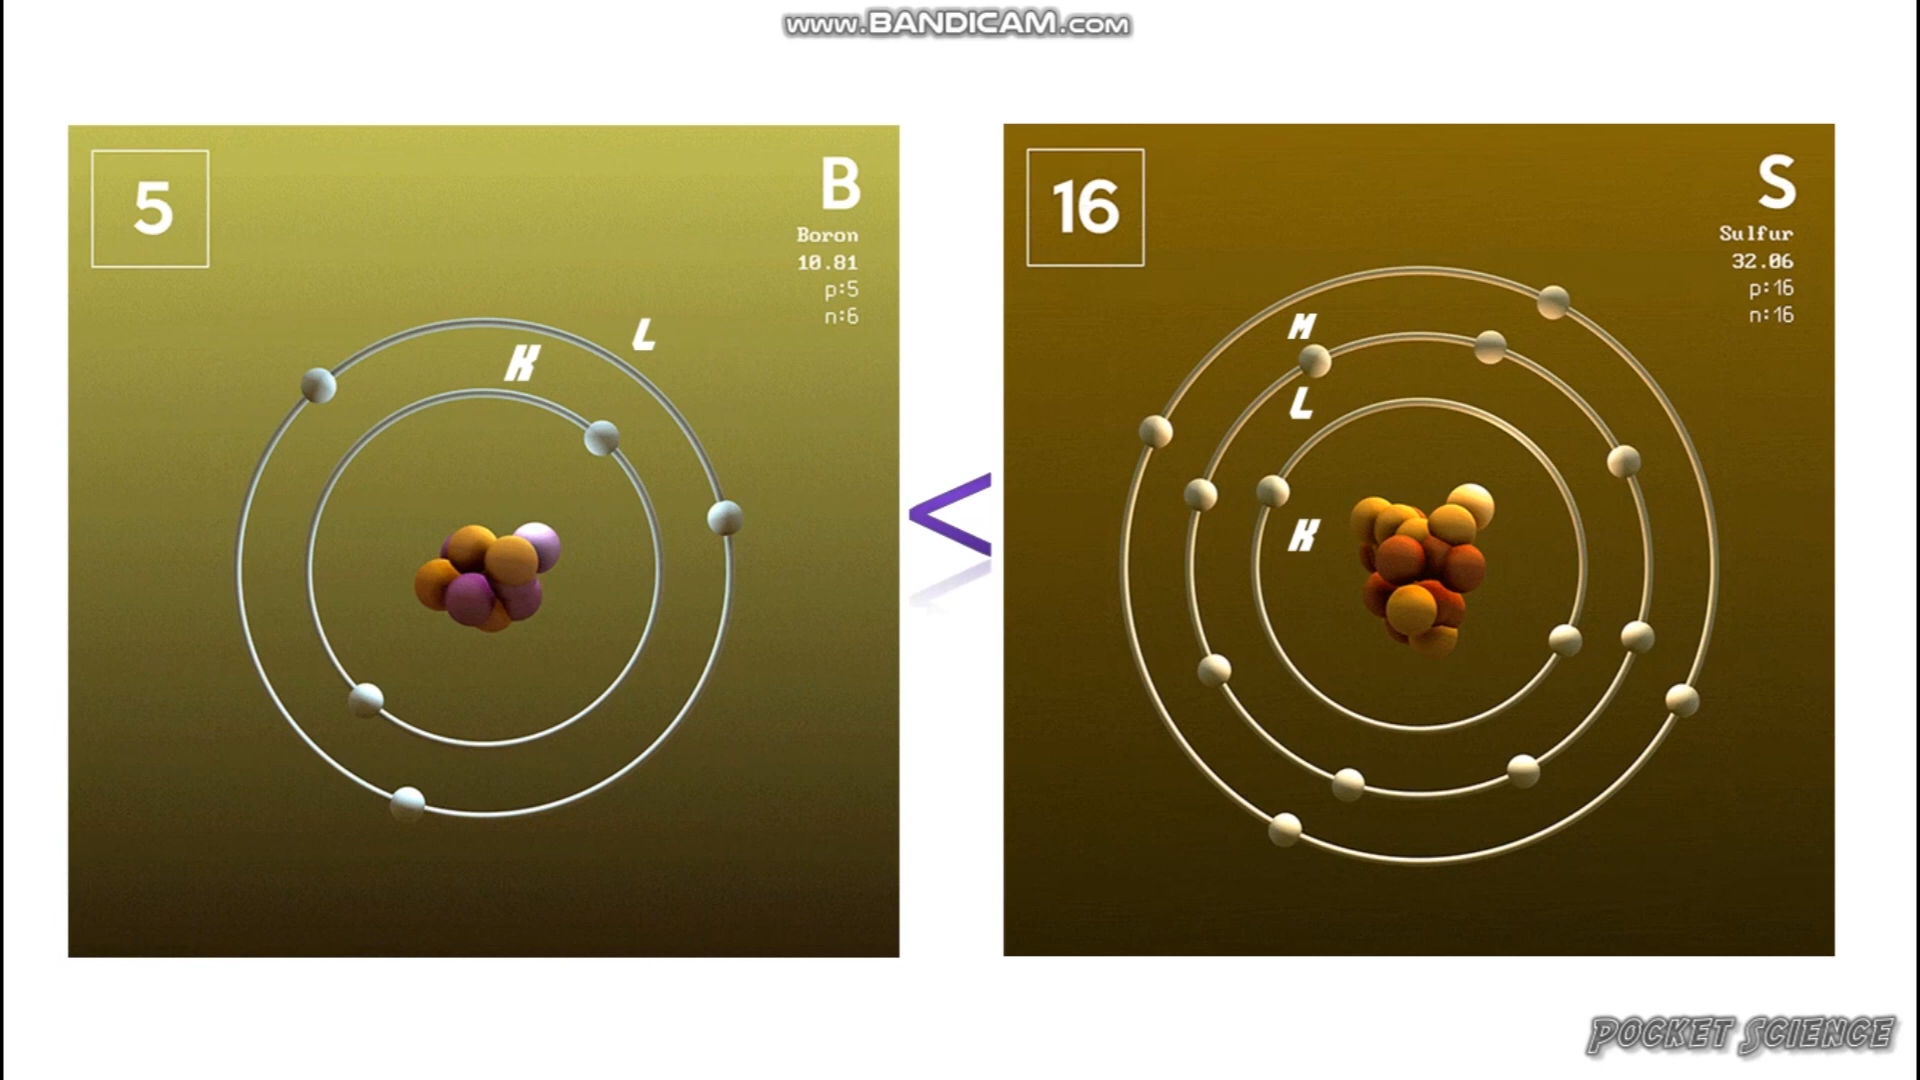 www.BANDICAM.com
5
B
Boron
10.81
p:5
n:6
L
K
<
16
S
Sulfur
32.06
p:16
n:16
M
L
K
POCKET SCIENCE